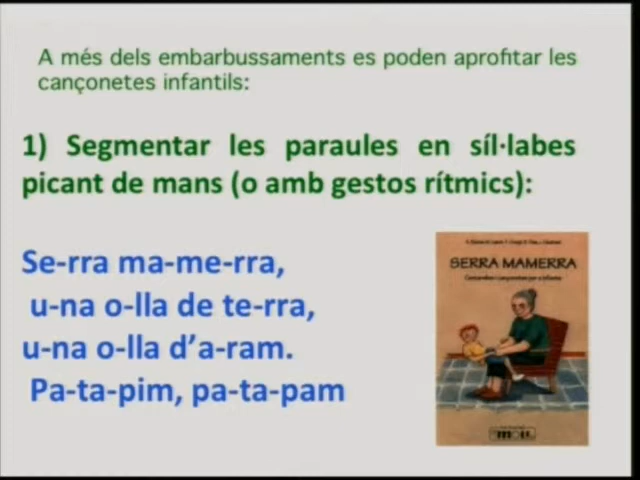 A més dels embarbussaments es poden aprofitar les
cançonetes infantils:
1) Segmentar les paraules en síl·labes
picant de mans (o amb gestos rítmics):
Se-rra ma-me-rra,
u-na o-lla de te-rra,
u-na o-lla d'a-ram.
Pa-ta-pim, pa-ta-pam
SERRA MAMERRA